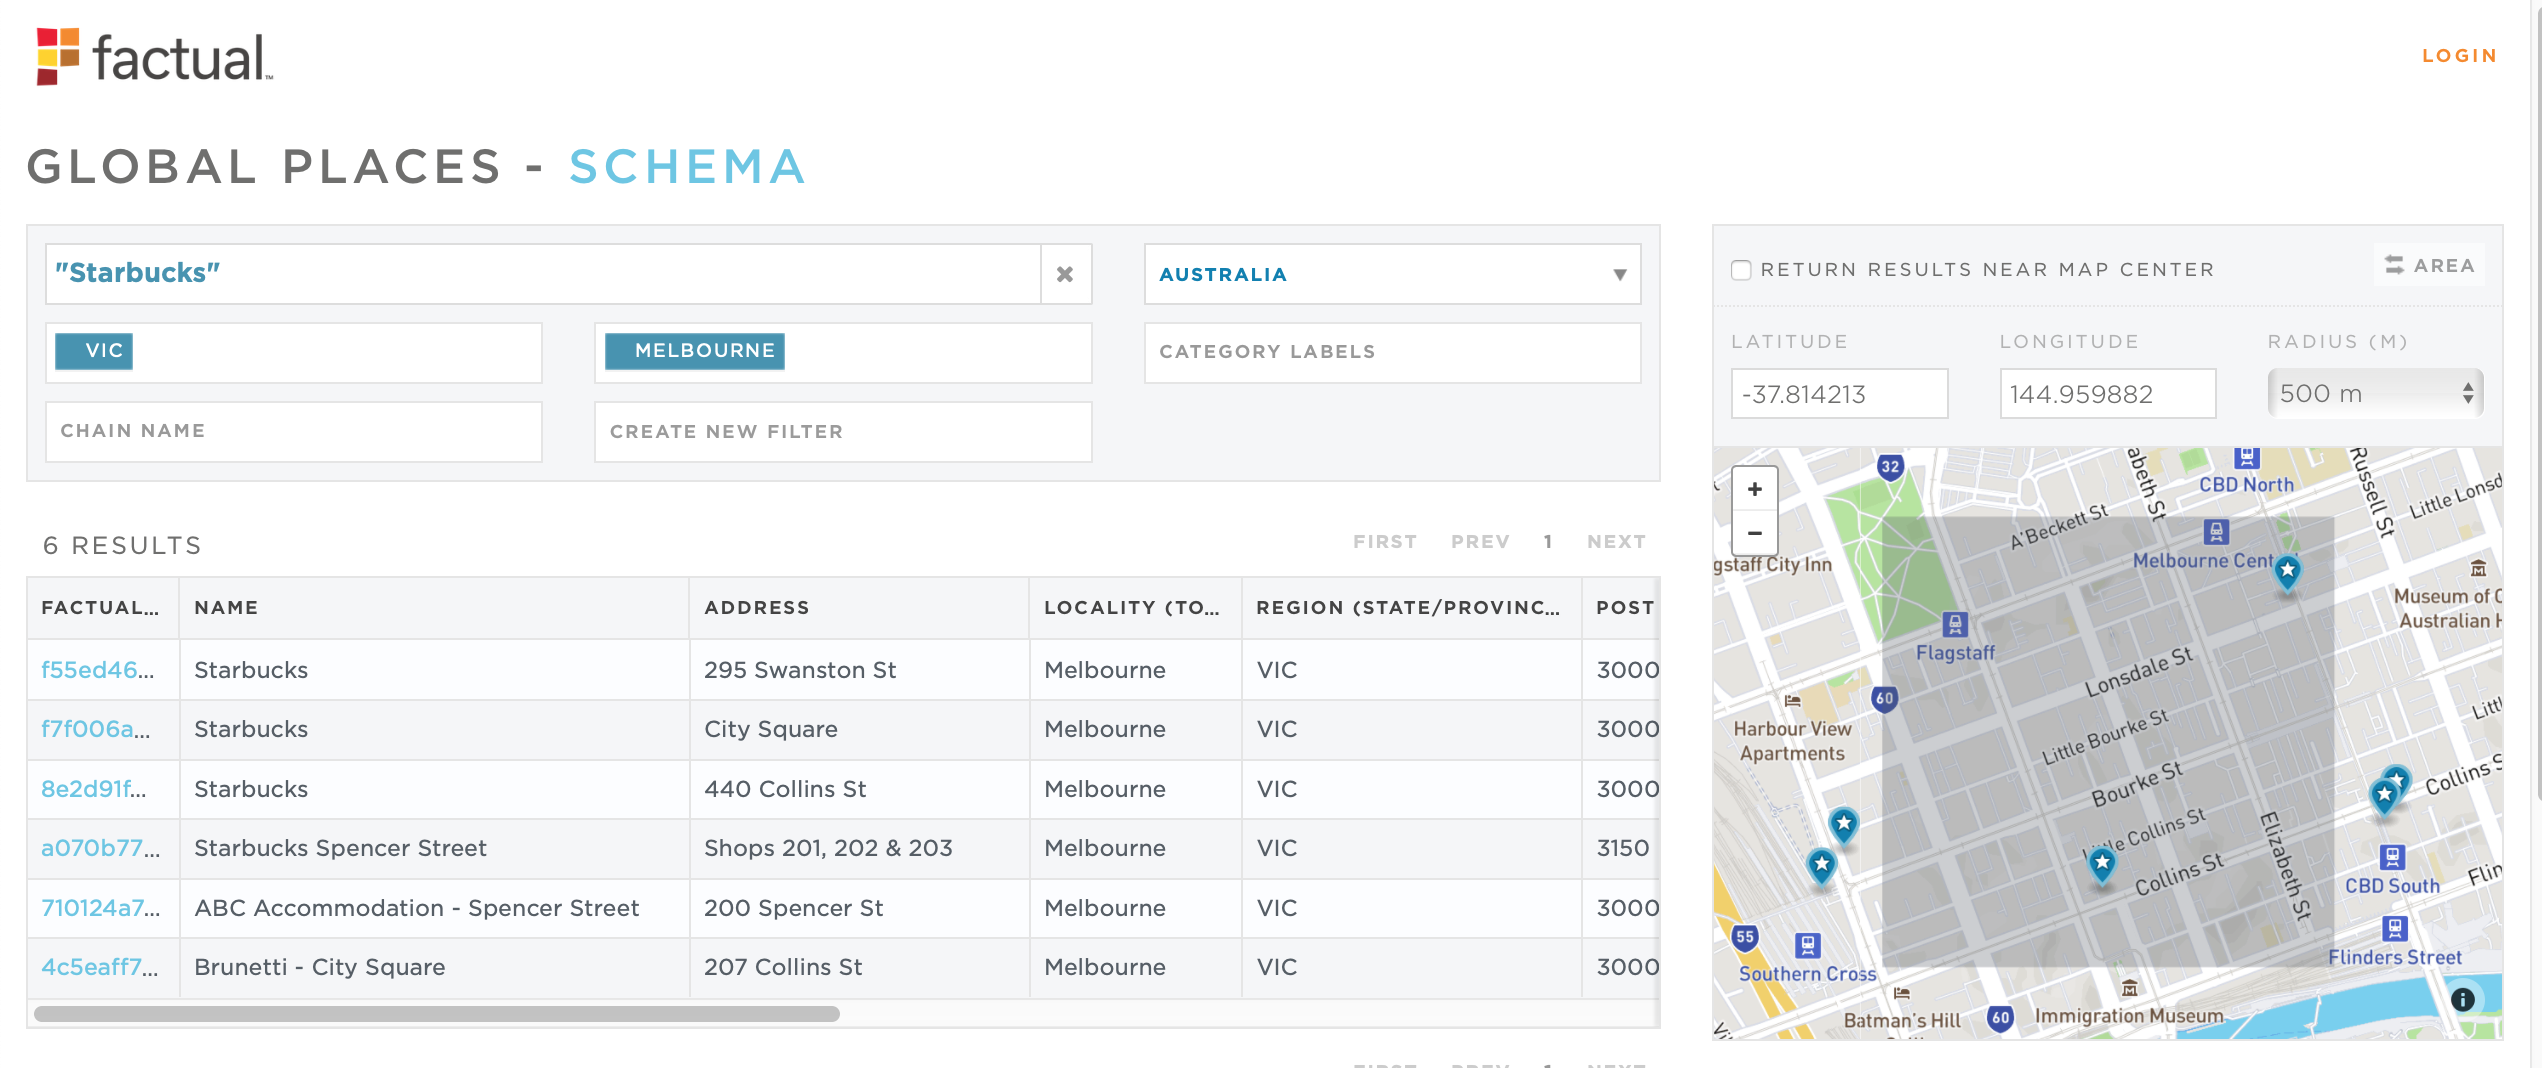 factual™
LOGIN
GLOBAL PLACES - SCHEMA
"Starbucks"
AUSTRALIA
VIC
MELBOURNE
CATEGORY LABELS
CHAIN NAME
CREATE NEW FILTER
RETURN RESULTS NEAR MAP CENTER
AREA
LATITUDE
LONGITUDE
RADIUS (M)
-37.814213
144.959882
500 m
6 RESULTS
FIRST PREV 1 NEXT
FACTUAL... NAME ADDRESS LOCALITY (TO... REGION (STATE/PROVINC... POST
f55ed46... Starbucks 295 Swanston St Melbourne VIC 3000
f7f006a... Starbucks City Square Melbourne VIC 3000
8e2d91f... Starbucks 440 Collins St Melbourne VIC 3000
a070b77... Starbucks Spencer Street Shops 201, 202 & 203 Melbourne VIC 3150
710124a7... ABC Accommodation - Spencer Street 200 Spencer St Melbourne VIC 3000
4c5eaff7... Brunetti - City Square 207 Collins St Melbourne VIC 3000
+
−
32
abeth St
CBD North
Russell St
Little Lonsd
A'Beckett St
Melbourne Cent
gstaff City Inn
Museum of
Australian
Flagstaff
Lonsdale St
60
Harbour View
Apartments
Little Bourke St
Bourke St
Collins S
Little Collins St
Collins St
Elizabeth St
CBD South
Flin
55
Southern Cross
Flinders Street
Batman's Hill
60
Immigration Museum
i
FIRST PREV 1 NEXT